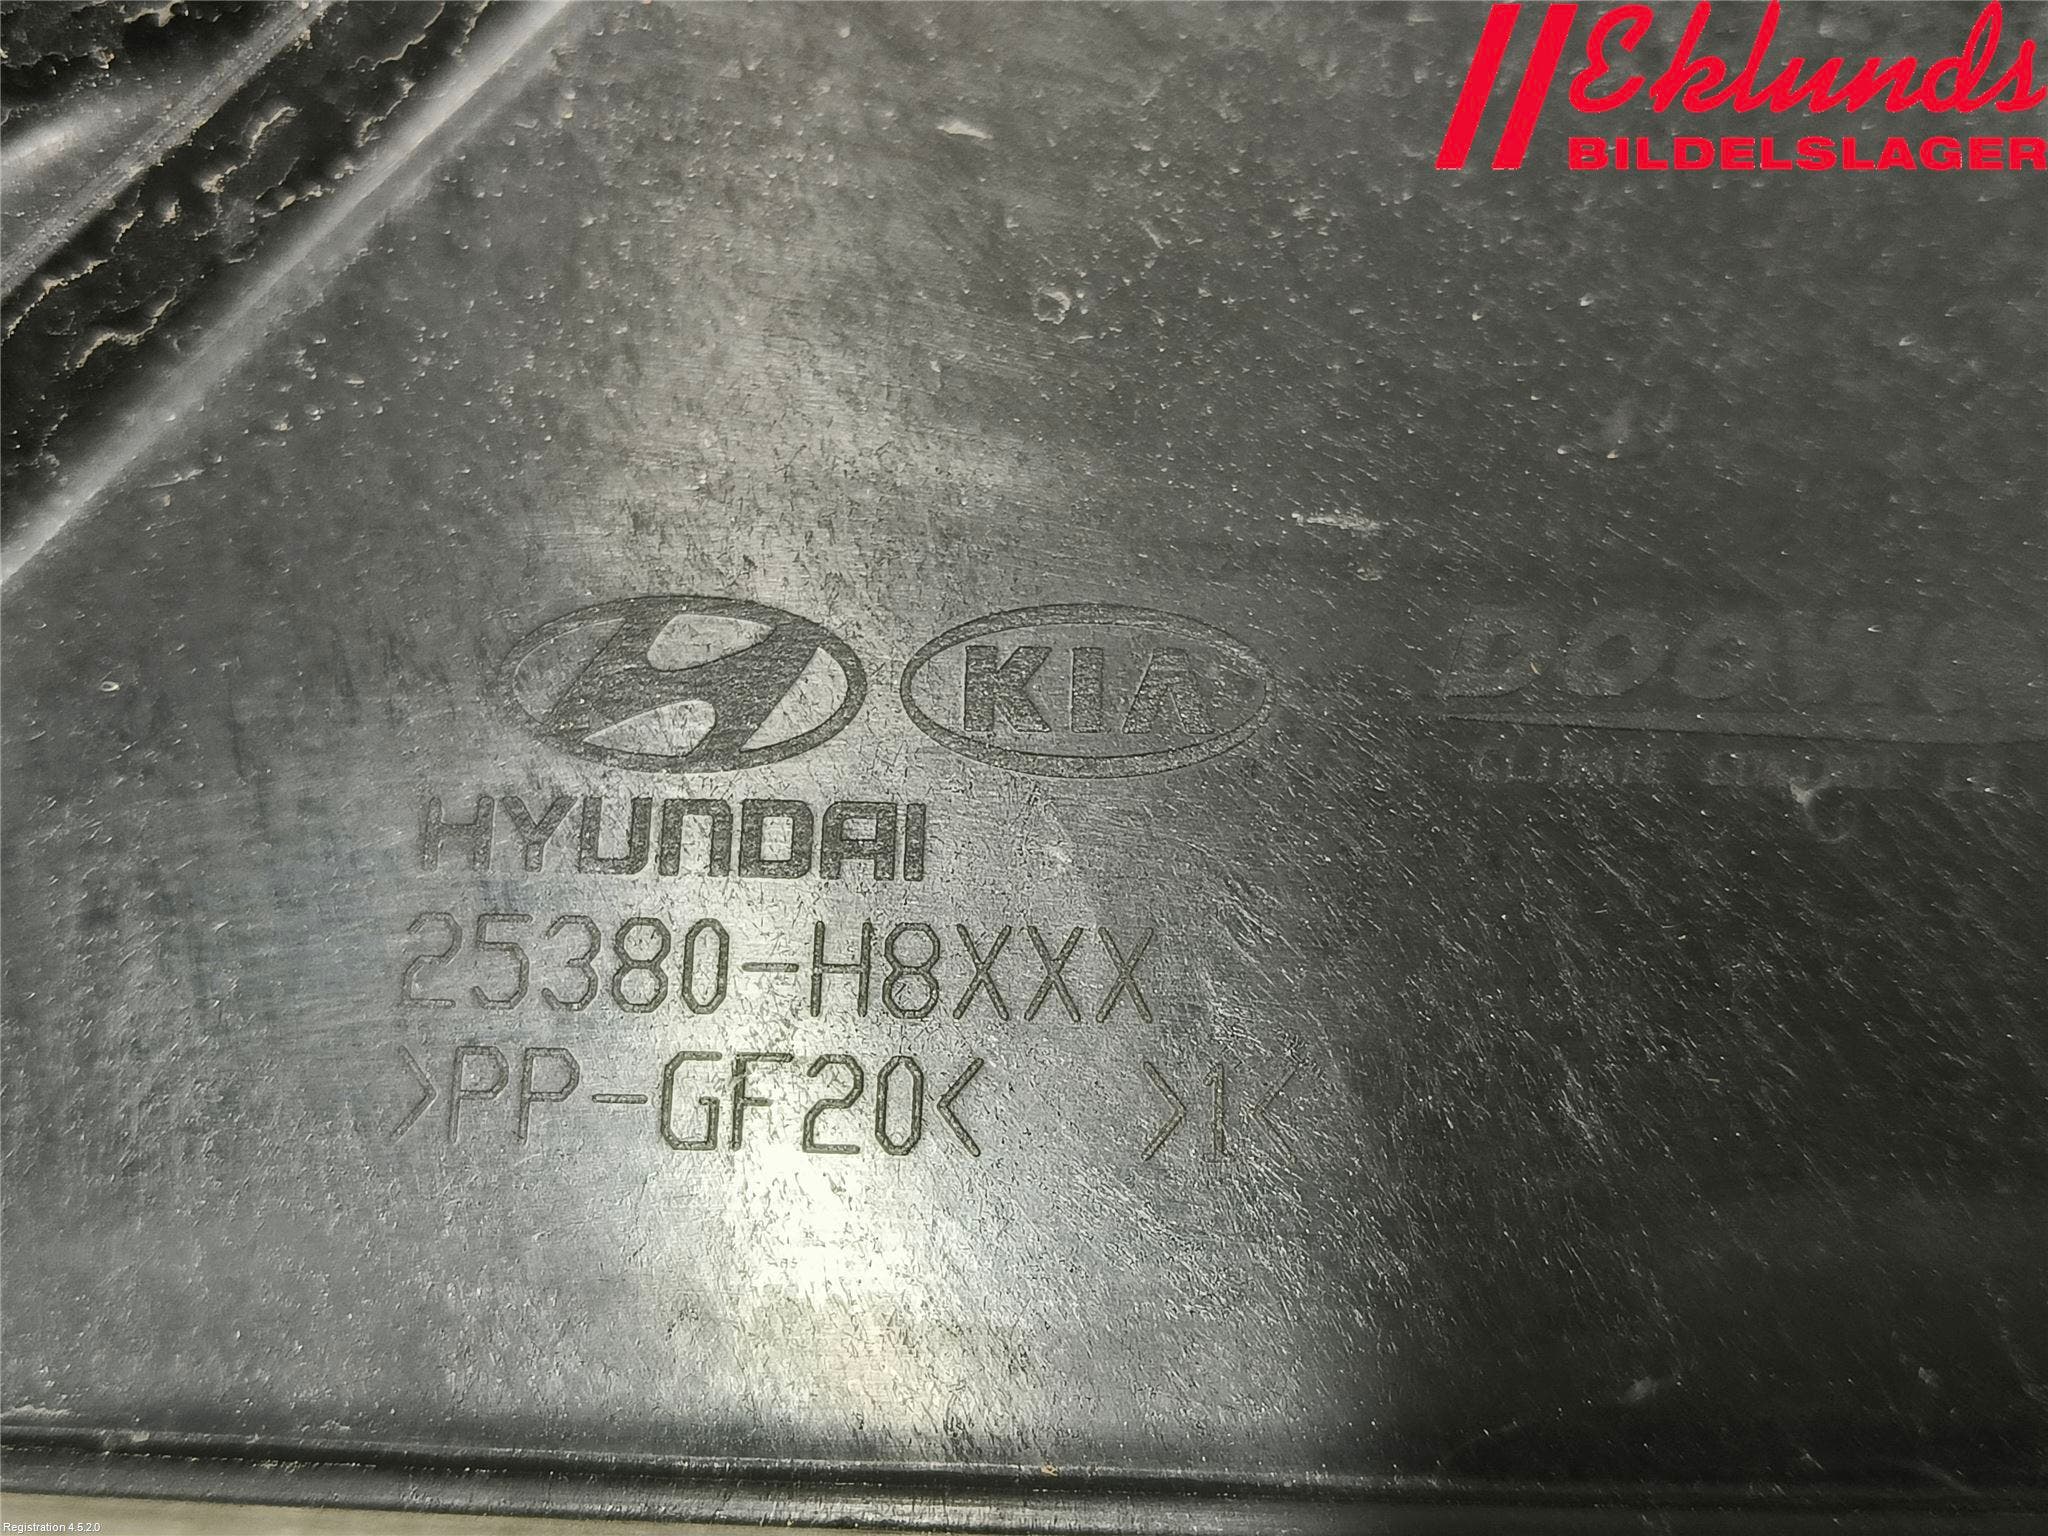 Eklunds
BILDELSLAGER
KIA
HYUNDAI
25380-H8XXX
>PP-GF20< >1<
Registration 4.5.2.0